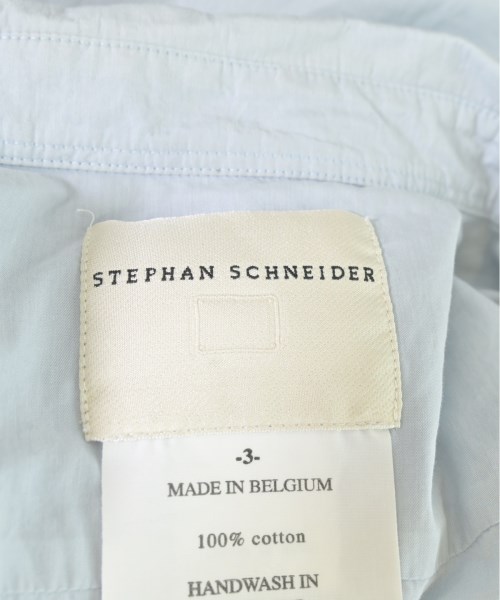 STEPHAN SCHNEIDER
-3-
MADE IN BELGIUM
100% cotton
HANDWASH IN